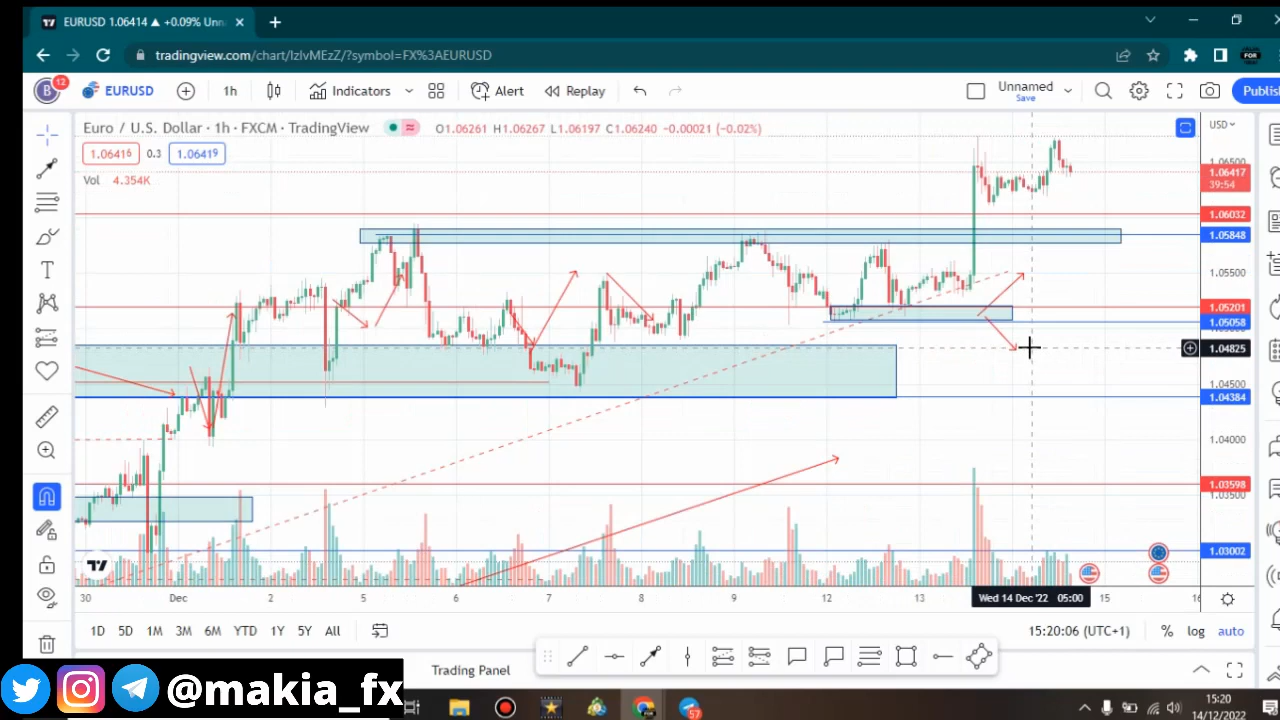 EURUSD 1.06414 ▲ +0.09% Unn
tradingview.com/chart/IzlvMEzZ/?symbol=FX%3AEURUSD
FOR
B 12 EURUSD 1h Indicators Alert Replay Unnamed Save Publish
Euro / U.S. Dollar · 1h · FXCM · TradingView O1.06261 H1.06267 L1.06197 C1.06240 -0.00021 (-0.02%)
USD
1.06416 0.3 1.06419
Vol 4.354K
1.06500
1.06417
39:54
1.06032
1.05848
1.05500
1.05201
1.05058
1.04825
1.04500
1.04384
1.04000
1.03598
1.03500
1.03002
30 Dec 2 5 6 7 8 9 12 13 Wed 14 Dec '22 05:00 15 16
1D 5D 1M 3M 6M YTD 1Y 5Y All 15:20:06 (UTC+1) % log auto
Trading Panel
@makia_fx
FOR
57
15:20
14/12/2022